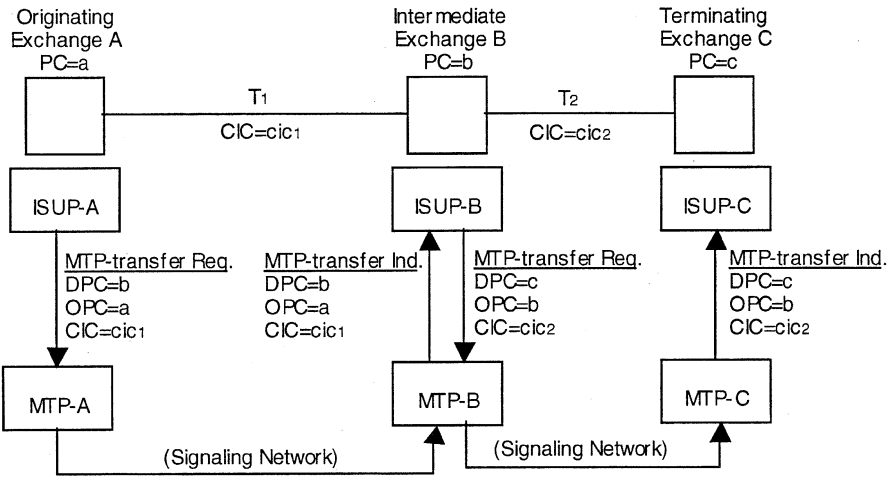 Originating
Exchange A
PC=a
Intermediate
Exchange B
PC=b
Terminating
Exchange C
PC=c
T1
CIC=cic1
T2
CIC=cic2
ISUP-A
ISUP-B
ISUP-C
MTP-transfer Req.
DPC=b
OPC=a
CIC=cic1
MTP-transfer Ind.
DPC=b
OPC=a
CIC=cic1
MTP-transfer Req.
DPC=c
OPC=b
CIC=cic2
MTP-transfer Ind.
DPC=c
OPC=b
CIC=cic2
MTP-A
MTP-B
MTP-C
(Signaling Network)
(Signaling Network)